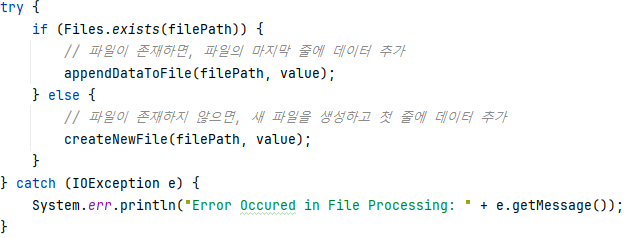 try {
    if (Files.exists(filePath)) {
        // 파일이 존재하면, 파일의 마지막 줄에 데이터 추가
        appendDataToFile(filePath, value);
    } else {
        // 파일이 존재하지 않으면, 새 파일을 생성하고 첫 줄에 데이터 추가
        createNewFile(filePath, value);
    }
} catch (IOException e) {
    System.err.println("Error Occured in File Processing: " + e.getMessage());
}